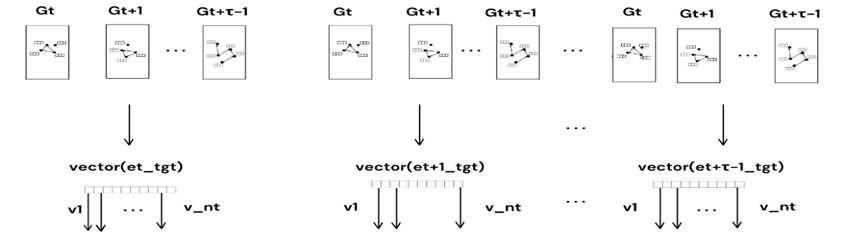 Gt Gt+1 Gt+τ-1 Gt Gt+1 Gt+τ-1 Gt Gt+1 Gt+τ-1
... ... ... ... ...
vector(et_tgt) vector(et+1_tgt) vector(et+τ-1_tgt)
v1 ... v_nt v1 v_nt ... v1 ... v_nt